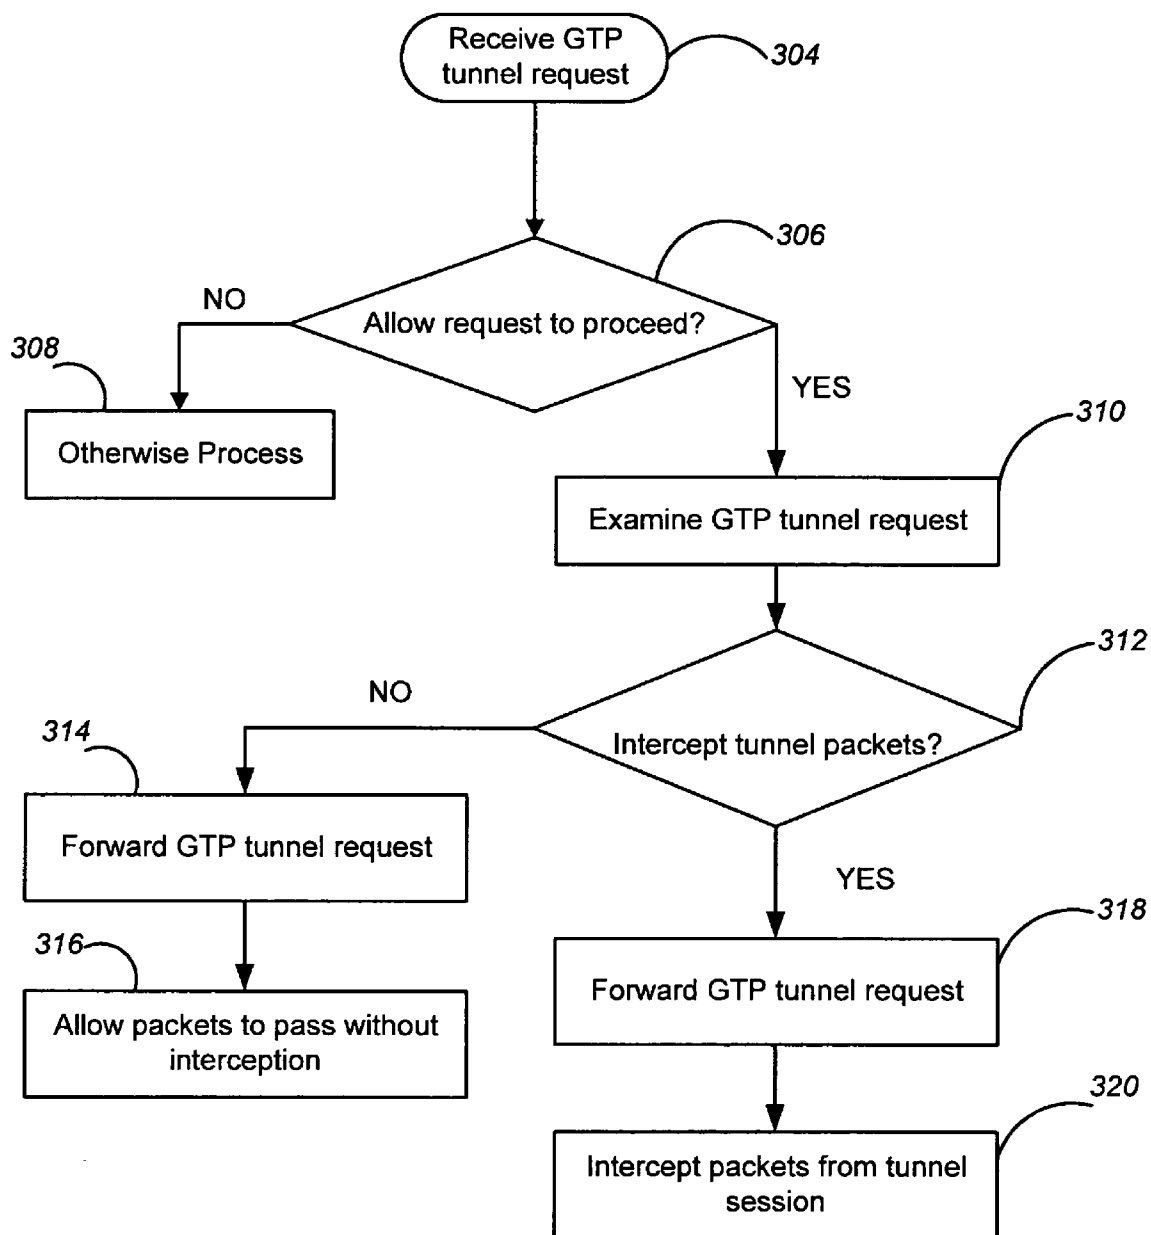 Receive GTP
tunnel request
304
306
Allow request to proceed?
NO
YES
308
Otherwise Process
310
Examine GTP tunnel request
312
Intercept tunnel packets?
NO
YES
314
Forward GTP tunnel request
316
Allow packets to pass without
interception
318
Forward GTP tunnel request
320
Intercept packets from tunnel
session